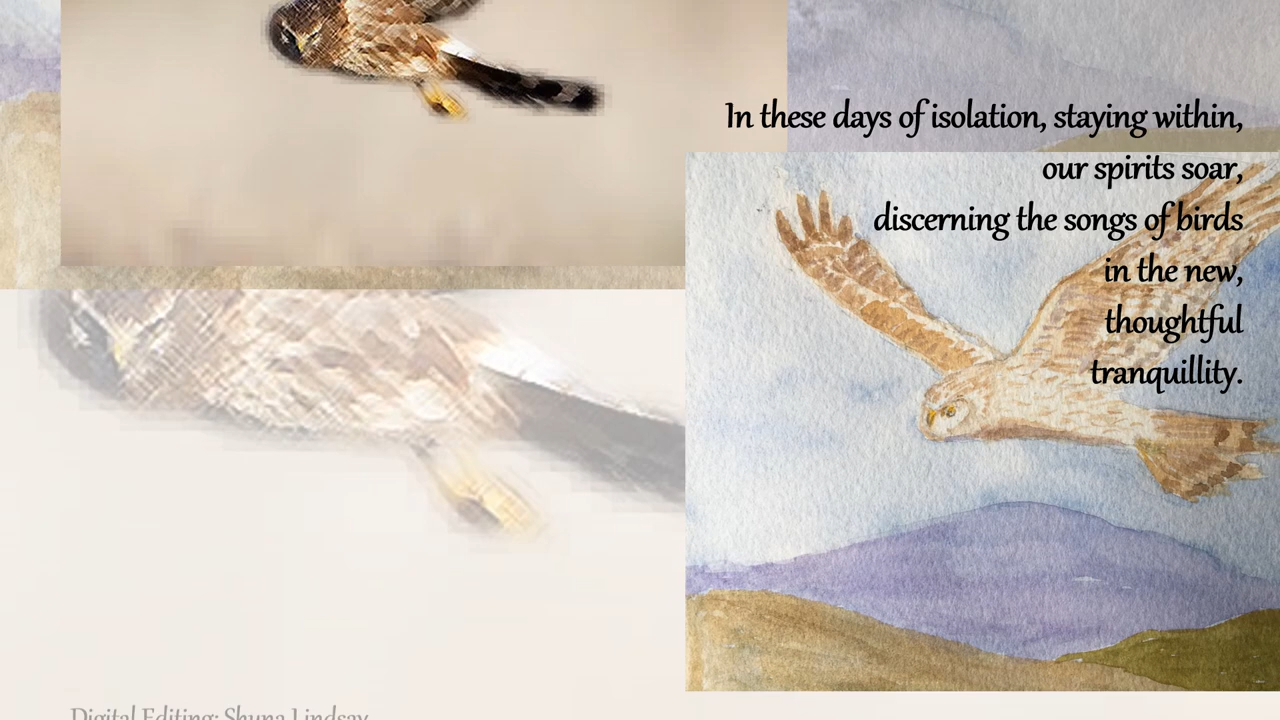 In these days of isolation, staying within,
our spirits soar,
discerning the songs of birds
in the new,
thoughtful
tranquillity.
Digital Editing: Shuna Lindsay